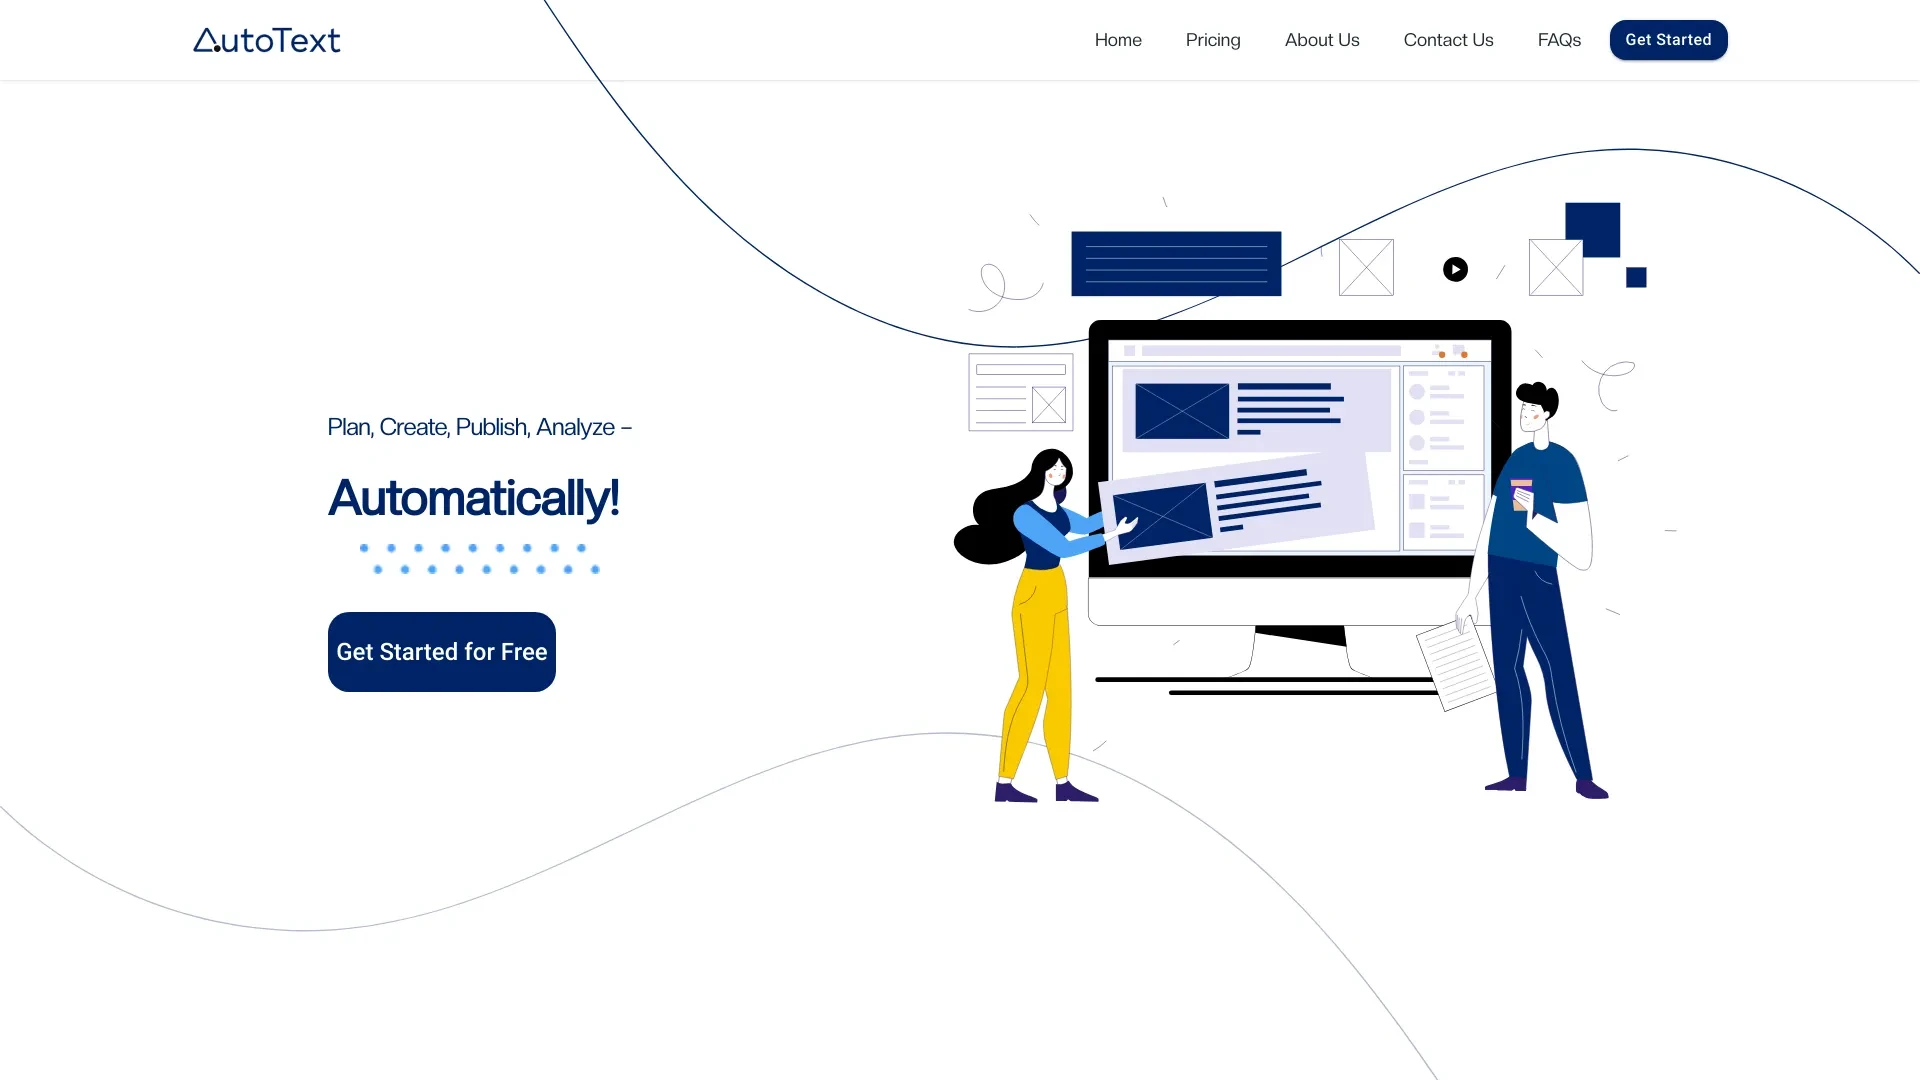 AutoText
Home Pricing About Us Contact Us FAQs Get Started
Plan, Create, Publish, Analyze –
Automatically!
Get Started for Free